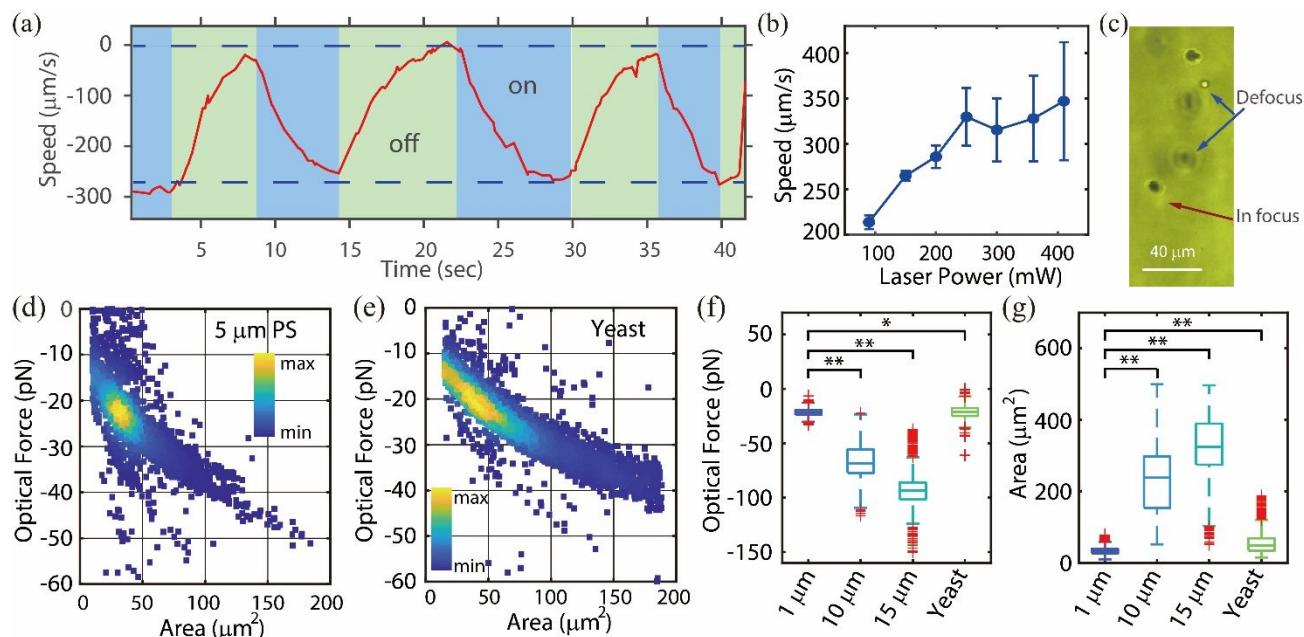 (a)
Speed (μm/s)
0
-100
-200
-300
on
off
5
10
15
20
25
30
35
40
Time (sec)
(b)
Speed (μm/s)
400
350
300
250
200
100
200
300
400
Laser Power (mW)
(c)
Defocus
In focus
40 μm
(d)
Optical Force (pN)
0
-10
-20
-30
-40
-50
-60
5 μm PS
max
min
0
50
100
150
200
Area (μm²)
(e)
Optical Force (pN)
0
-10
-20
-30
-40
-50
-60
Yeast
max
min
0
50
100
150
200
Area (μm²)
(f)
Optical Force (pN)
50
0
-50
-100
-150
*
**
**
1 μm
10 μm
15 μm
Yeast
(g)
Area (μm²)
600
400
200
0
**
**
**
1 μm
10 μm
15 μm
Yeast